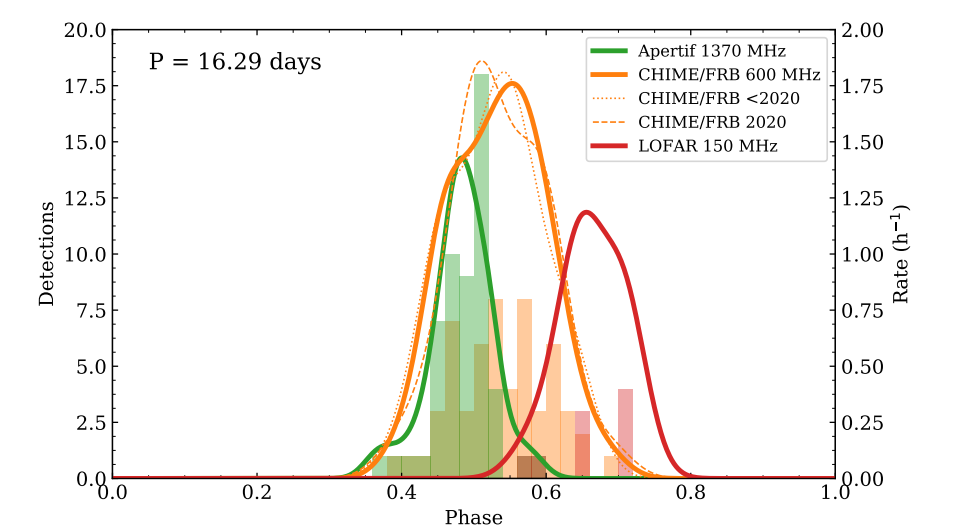 P = 16.29 days
Apertif 1370 MHz
CHIME/FRB 600 MHz
CHIME/FRB <2020
CHIME/FRB 2020
LOFAR 150 MHz
Detections
20.0
17.5
15.0
12.5
10.0
7.5
5.0
2.5
0.0
Rate (h⁻¹)
2.00
1.75
1.50
1.25
1.00
0.75
0.50
0.25
0.00
0.0 0.2 0.4 0.6 0.8 1.0
Phase